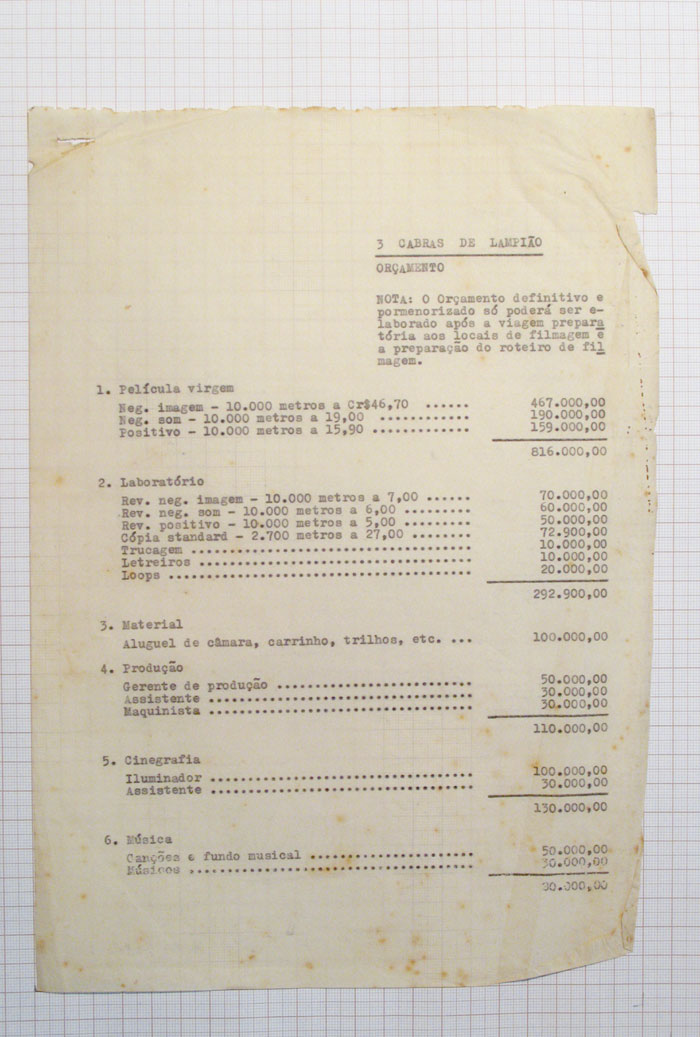 3 CABRAS DE LAMPIÃO
ORÇAMENTO
NOTA: O Orçamento definitivo e
pormenorizado só poderá ser e-
laborado após a viagem prepara
tória aos locais de filmagem e
a preparação do roteiro de fil
magem.
1. Película virgem
Neg. imagem - 10.000 metros a Cr$46,70 ...... 467.000,00
Neg. som - 10.000 metros a 19,00 ............. 190.000,00
Positivo - 10.000 metros a 15,90 ............. 159.000,00
816.000,00
2. Laboratório
Rev. neg. imagem - 10.000 metros a 7,00 ...... 70.000,00
Rev. neg. som - 10.000 metros a 6,00 ......... 60.000,00
Rev. positivo - 10.000 metros a 5,00 ......... 50.000,00
Cópia standard - 2.700 metros a 27,00 ........ 72.900,00
Trucagem ..................................... 10.000,00
Letreiros .................................... 10.000,00
Loops ........................................ 20.000,00
292.900,00
3. Material
Aluguel de câmara, carrinho, trilhos, etc. ... 100.000,00
4. Produção
Gerente de produção .......................... 50.000,00
Assistente ................................... 30.000,00
Maquinista ................................... 30.000,00
110.000,00
5. Cinegrafia
Iluminador ................................... 100.000,00
Assistente ................................... 30.000,00
130.000,00
6. Música
Canções e fundo musical ...................... 50.000,00
Músicos ...................................... 30.000,00
80.000,00